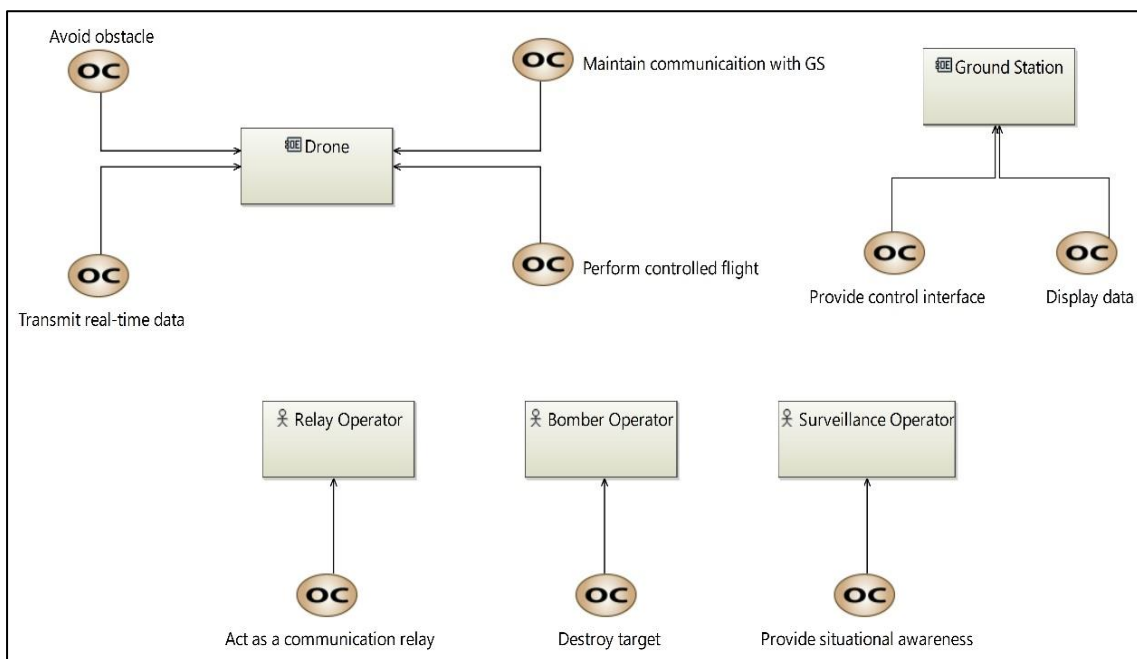 Avoid obstacle
OC
OC
Maintain communicaition with GS
OE Ground Station
OE Drone
OC
Transmit real-time data
OC
Perform controlled flight
OC
OC
Provide control interface
Display data
Relay Operator
Bomber Operator
Surveillance Operator
OC
OC
OC
Act as a communication relay
Destroy target
Provide situational awareness